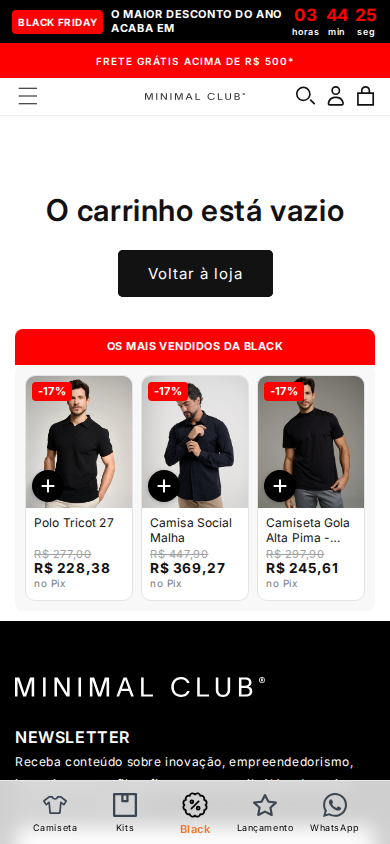 BLACK FRIDAY
O MAIOR DESCONTO DO ANO
ACABA EM
03 44 25
horas min seg
FRETE GRÁTIS ACIMA DE R$ 500*
MINIMAL CLUB®
O carrinho está vazio
Voltar à loja
OS MAIS VENDIDOS DA BLACK
-17% -17% -17%
Polo Tricot 27
R$ 277,00
R$ 228,38
no Pix
Camisa Social
Malha
R$ 447,90
R$ 369,27
no Pix
Camiseta Gola
Alta Pima -...
R$ 297,90
R$ 245,61
no Pix
MINIMAL CLUB®
NEWSLETTER
Receba conteúdo sobre inovação, empreendedorismo,
Camiseta Kits Black Lançamento WhatsApp